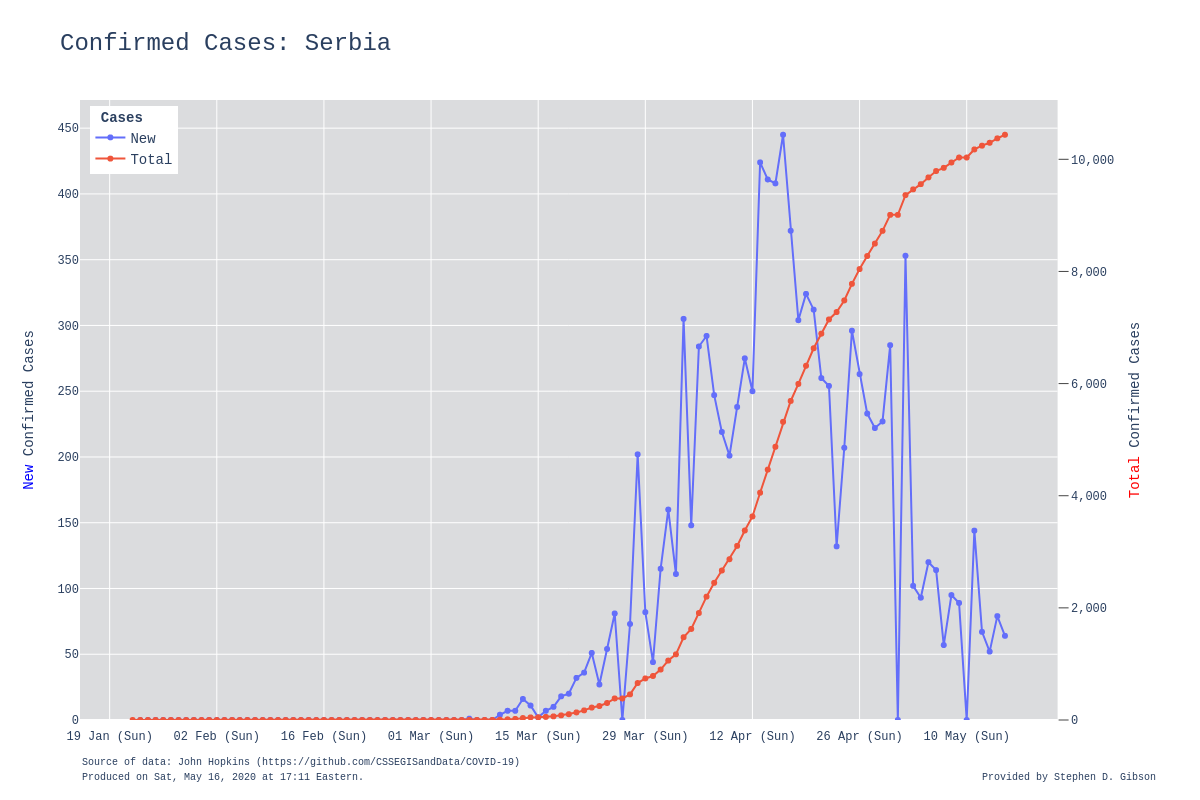 Confirmed Cases: Serbia
Cases
New
Total
450
400
350
300
250
200
150
100
50
0
10,000
8,000
6,000
4,000
2,000
0
New Confirmed Cases
Total Confirmed Cases
19 Jan (Sun) 02 Feb (Sun) 16 Feb (Sun) 01 Mar (Sun) 15 Mar (Sun) 29 Mar (Sun) 12 Apr (Sun) 26 Apr (Sun) 10 May (Sun)
Source of data: John Hopkins (https://github.com/CSSEGISandData/COVID-19)
Produced on Sat, May 16, 2020 at 17:11 Eastern.
Provided by Stephen D. Gibson